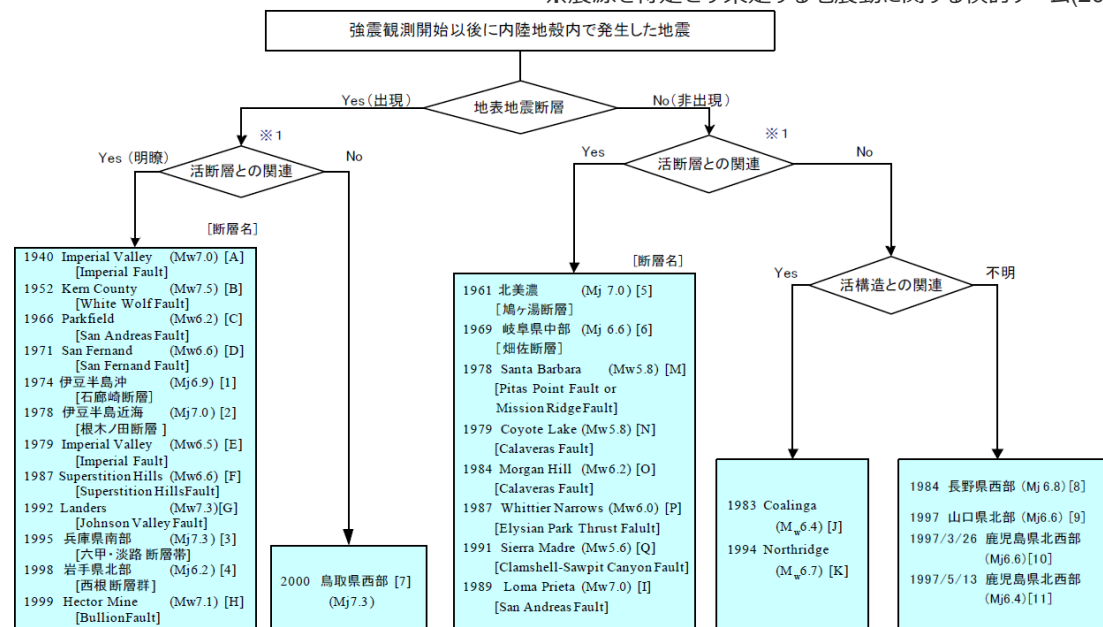 強震観測開始以後に内陸地殻内で発生した地震
Yes(出現)
地表地震断層
No(非出現)
※1
Yes (明瞭)
活断層との関連
No
※1
Yes
活断層との関連
No
[断層名]
1940 Imperial Valley (Mw7.0) [A]
[Imperial Fault]
1952 Kern County (Mw7.5) [B]
[White Wolf Fault]
1966 Parkfield (Mw6.2) [C]
[San Andreas Fault]
1971 San Fernand (Mw6.6) [D]
[San Fernand Fault]
1974 伊豆半島沖 (Mj6.9) [1]
[石廊崎断層]
1978 伊豆半島近海 (Mj7.0) [2]
[根木ノ田断層 ]
1979 Imperial Valley (Mw6.5) [E]
[Imperial Fault]
1987 Superstition Hills (Mw6.6) [F]
[Superstition HillsFault]
1992 Landers (Mw7.3)[G]
[Johnson Valley Fault]
1995 兵庫県南部 (Mj7.3) [3]
[六甲・淡路 断層帯]
1998 岩手県北部 (Mj6.2) [4]
[西根断層群]
1999 Hector Mine (Mw7.1) [H]
[BullionFault]
2000 鳥取県西部 [7]
(Mj7.3)
[断層名]
1961 北美濃 (Mj 7.0) [5]
[鳩ヶ湯断層]
1969 岐阜県中部 (Mj 6.6) [6]
[畑佐断層]
1978 Santa Barbara (Mw5.8) [M]
[Pitas Point Fault or
Mission RidgeFault]
1979 Coyote Lake (Mw5.8) [N]
[Calaveras Fault]
1984 Morgan Hill (Mw6.2) [O]
[Calaveras Fault]
1987 Whittier Narrows (Mw6.0) [P]
[Elysian Park Thrust Falult]
1991 Sierra Madre (Mw5.6) [Q]
[Clamshell-Sawpit Canyon Fault]
1989 Loma Prieta (Mw7.0) [I]
[San Andreas Fault]
Yes
活構造との関連
不明
1983 Coalinga
(Mw6.4) [J]
1994 Northridge
(Mw6.7) [K]
1984 長野県西部 (Mj 6.8) [8]
1997 山口県北部 (Mj6.6) [9]
1997/3/26 鹿児島県北西部
(Mj6.6)[10]
1997/5/13 鹿児島県北西部
(Mj6.4)[11]